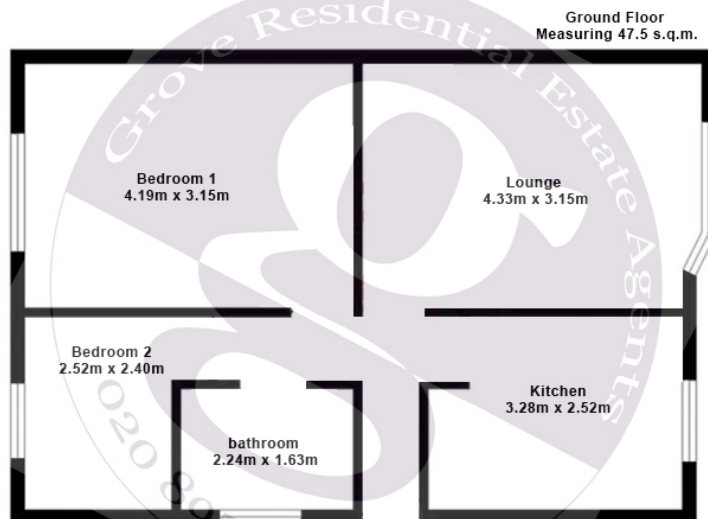 Ground Floor
Measuring 47.5 s.q.m.
Grove Residential Estate Agents
Bedroom 1
4.19m x 3.15m
Lounge
4.33m x 3.15m
Bedroom 2
2.52m x 2.40m
Kitchen
3.28m x 2.52m
bathroom
2.24m x 1.63m
020